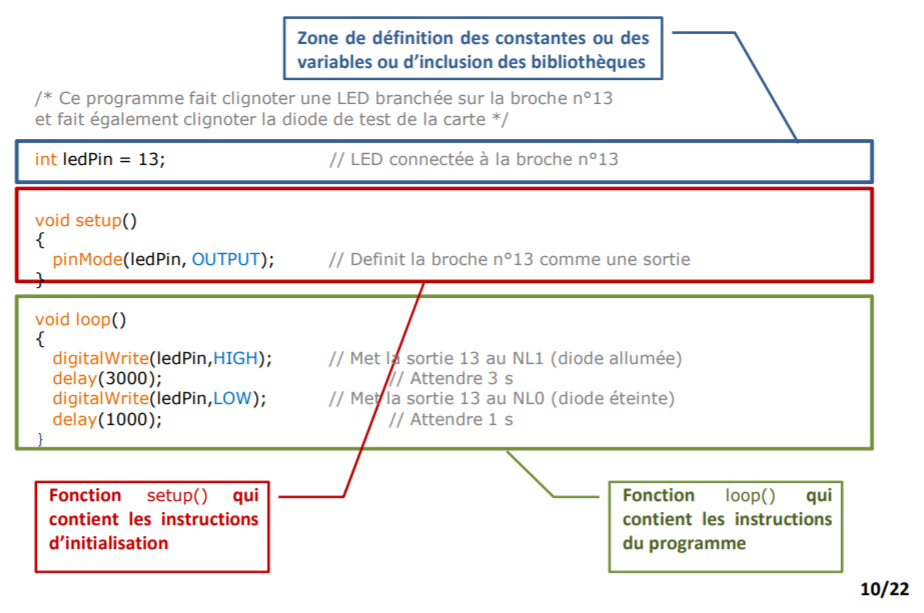 Zone de définition des constantes ou des
variables ou d'inclusion des bibliothèques
/* Ce programme fait clignoter une LED branchée sur la broche n°13
et fait également clignoter la diode de test de la carte */
int ledPin = 13; // LED connectée à la broche n°13
void setup()
{
pinMode(ledPin, OUTPUT); // Definit la broche n°13 comme une sortie
}
void loop()
{
digitalWrite(ledPin,HIGH); // Met la sortie 13 au NL1 (diode allumée)
delay(3000); // Attendre 3 s
digitalWrite(ledPin,LOW); // Met la sortie 13 au NL0 (diode éteinte)
delay(1000); // Attendre 1 s
}
Fonction setup() qui
contient les instructions
d'initialisation
Fonction loop() qui
contient les instructions
du programme
10/22